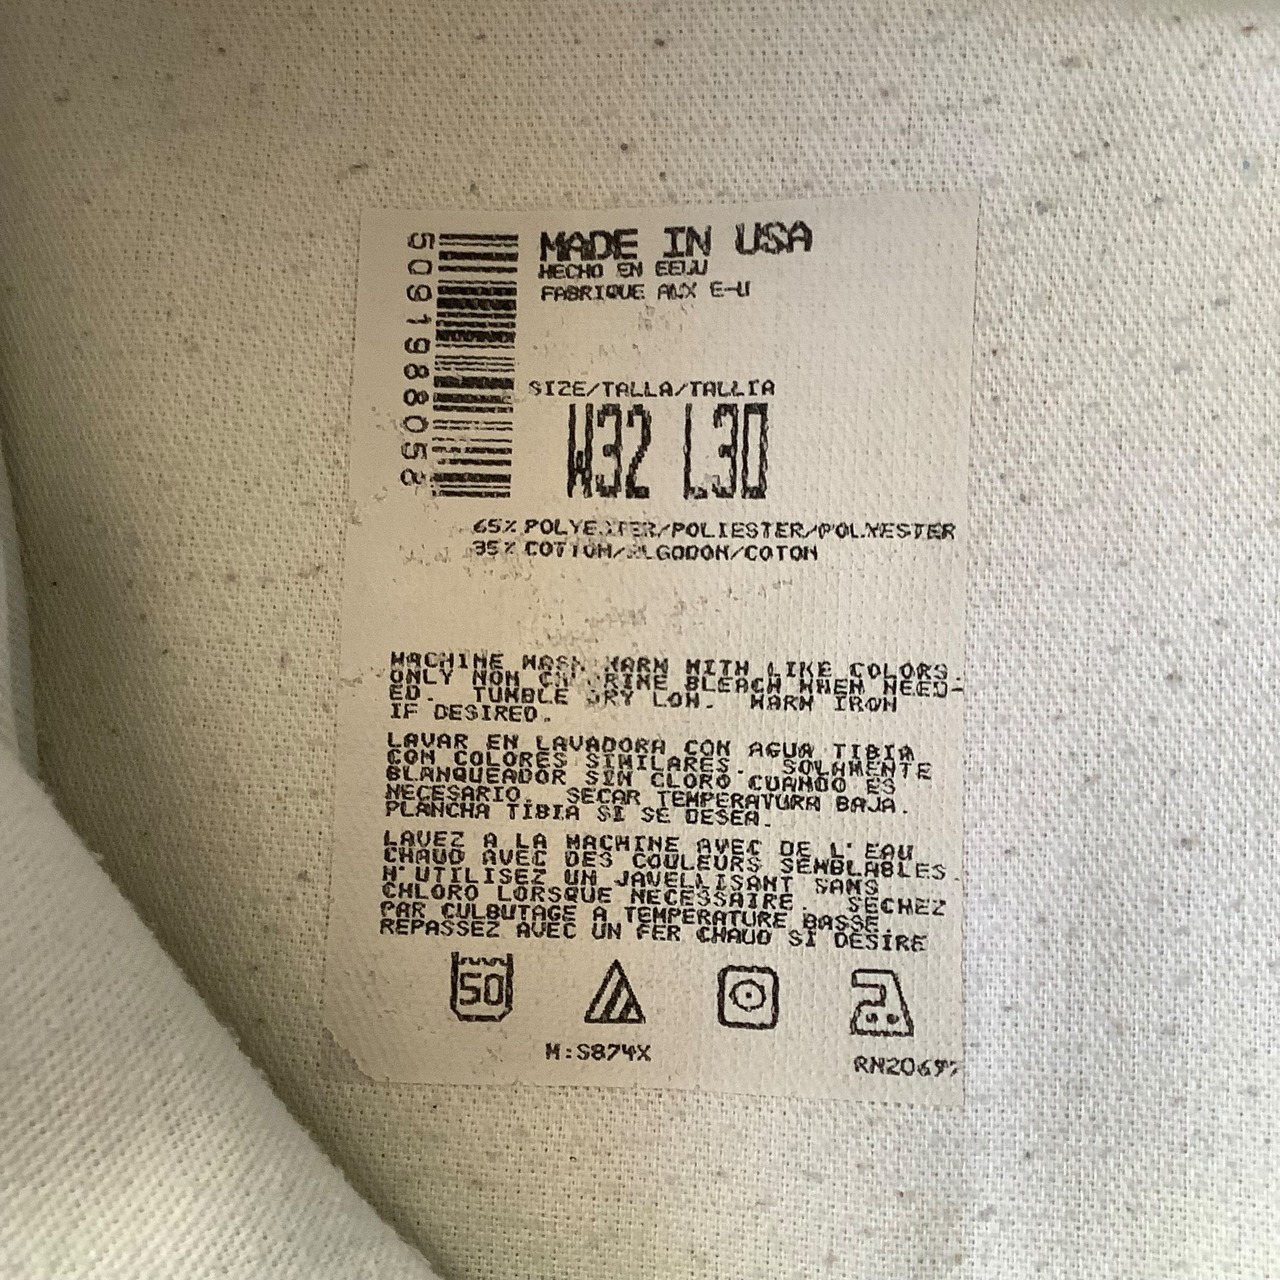 5091988058
MADE IN USA
HECHO EN EEUU
FABRIQUE AUX E-U
SIZE/TALLA/TALLIA
W32 L30
65% POLYESTER/POLIESTER/POLYESTER
35% COTTON/ALGODON/COTON
MACHINE WASH WARM WITH LIKE COLORS.
ONLY NON CHLORINE BLEACH WHEN NEED-
ED. TUMBLE DRY LOW. WARM IRON
IF DESIRED.
LAVAR EN LAVADORA CON AGUA TIBIA
CON COLORES SIMILARES. SOLAMENTE
BLANQUEADOR SIN CLORO CUANDO ES
NECESARIO. SECAR TEMPERATURA BAJA.
PLANCHA TIBIA SI SE DESEA.
LAVEZ A LA MACHINE AVEC DE L'EAU
CHAUD AVEC DES COULEURS SEMBLABLES.
N'UTILISEZ UN JAVELLISANT SANS
CHLORO LORSQUE NECESSAIRE. SECHEZ
PAR CULBUTAGE A TEMPERATURE BASSE.
REPASSEZ AVEC UN FER CHAUD SI DESIRE
50
M:S874X